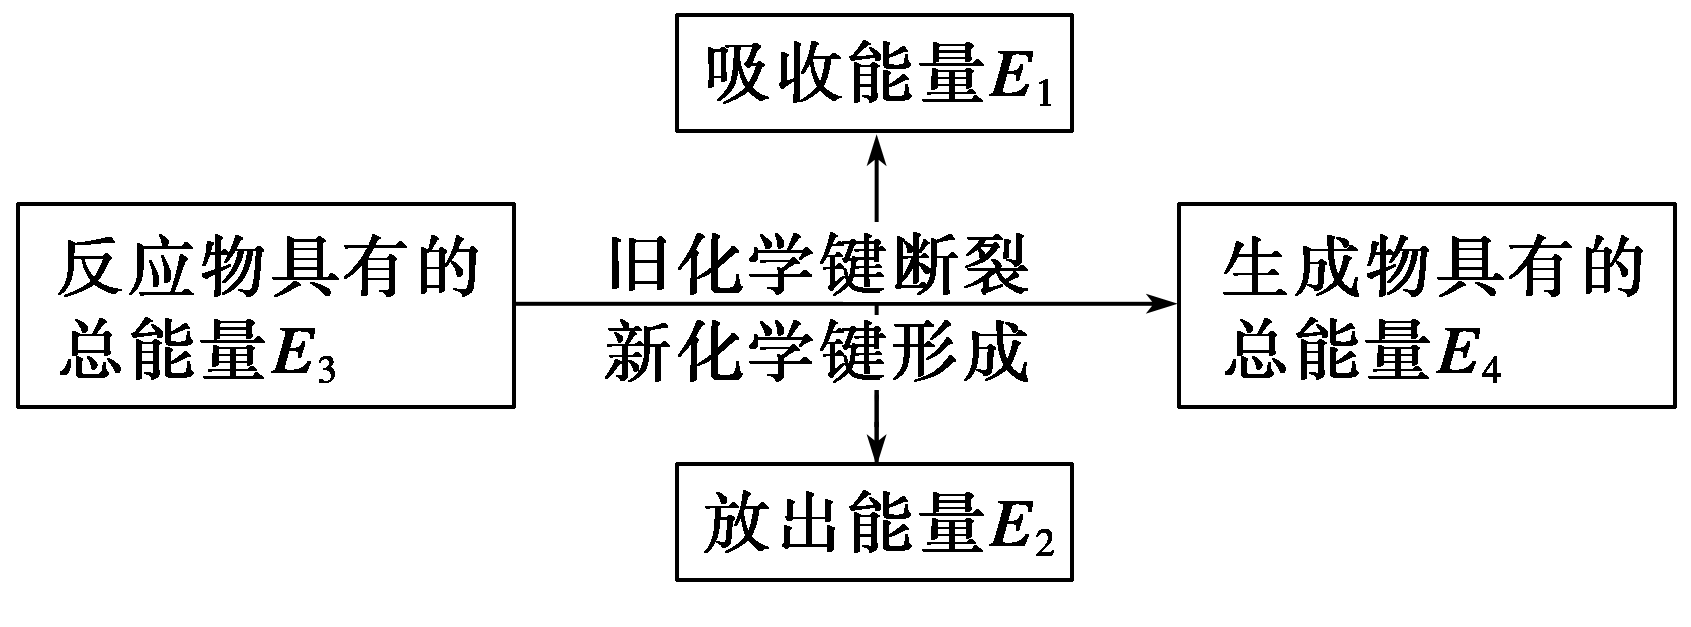 吸收能量E₁
反应物具有的
总能量E₃
旧化学键断裂
新化学键形成
生成物具有的
总能量E₄
放出能量E₂